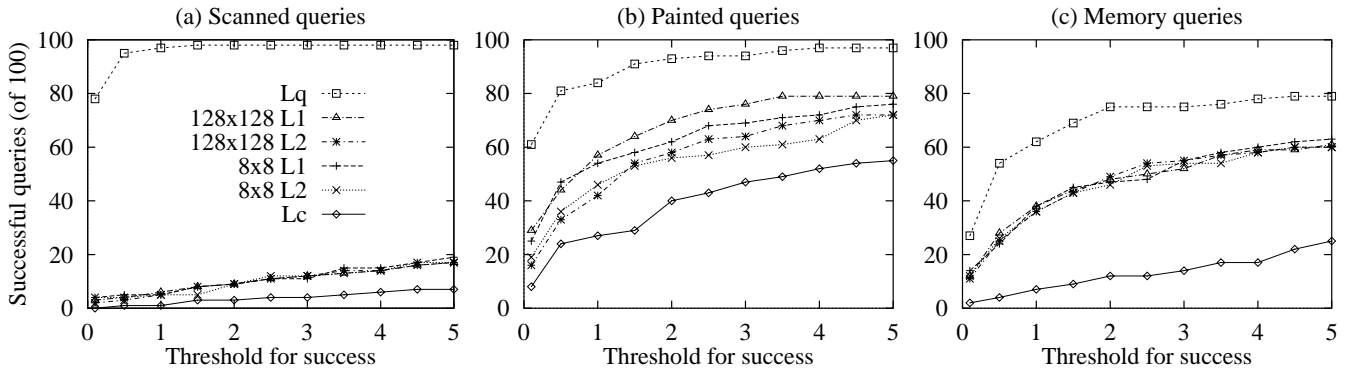 (a) Scanned queries
(b) Painted queries
(c) Memory queries
Successful queries (of 100)
100
80
60
40
20
0
Lq
128x128 L1
128x128 L2
8x8 L1
8x8 L2
Lc
0 1 2 3 4 5
Threshold for success
100
80
60
40
20
0
0 1 2 3 4 5
Threshold for success
100
80
60
40
20
0
0 1 2 3 4 5
Threshold for success